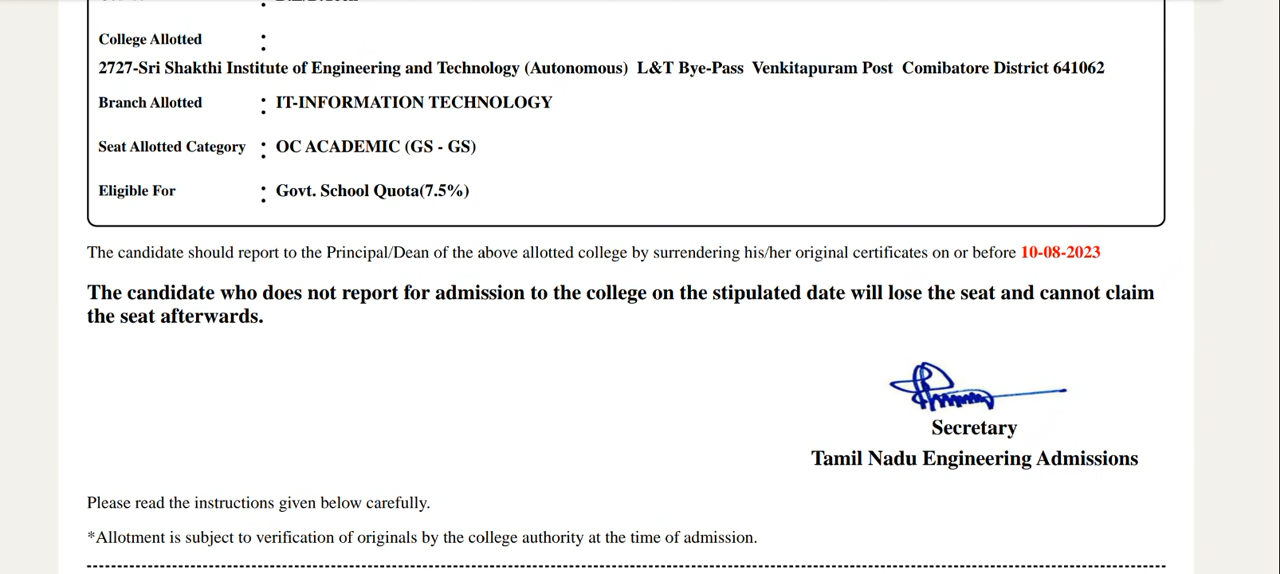 College Allotted :
2727-Sri Shakthi Institute of Engineering and Technology (Autonomous) L&T Bye-Pass Venkitapuram Post Comibatore District 641062
Branch Allotted : IT-INFORMATION TECHNOLOGY
Seat Allotted Category : OC ACADEMIC (GS - GS)
Eligible For : Govt. School Quota(7.5%)
The candidate should report to the Principal/Dean of the above allotted college by surrendering his/her original certificates on or before 10-08-2023
The candidate who does not report for admission to the college on the stipulated date will lose the seat and cannot claim
the seat afterwards.
Secretary
Tamil Nadu Engineering Admissions
Please read the instructions given below carefully.
*Allotment is subject to verification of originals by the college authority at the time of admission.